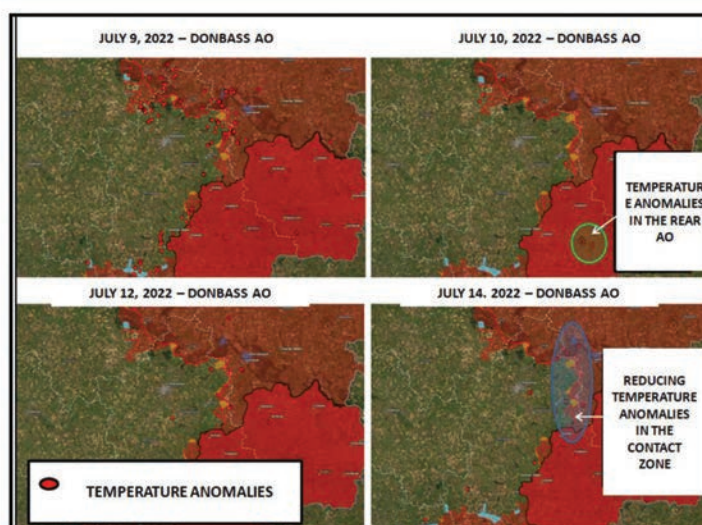 JULY 9, 2022 – DONBASS AO
JULY 10, 2022 – DONBASS AO
TEMPERATUR
E ANOMALIES
IN THE REAR
AO
JULY 12, 2022 – DONBASS AO
JULY 14. 2022 – DONBASS AO
REDUCING
TEMPERATURE
ANOMALIES
IN THE
CONTACT
ZONE
TEMPERATURE ANOMALIES